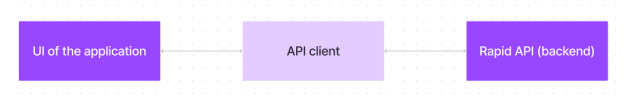 UI of the application
API client
Rapid API (backend)